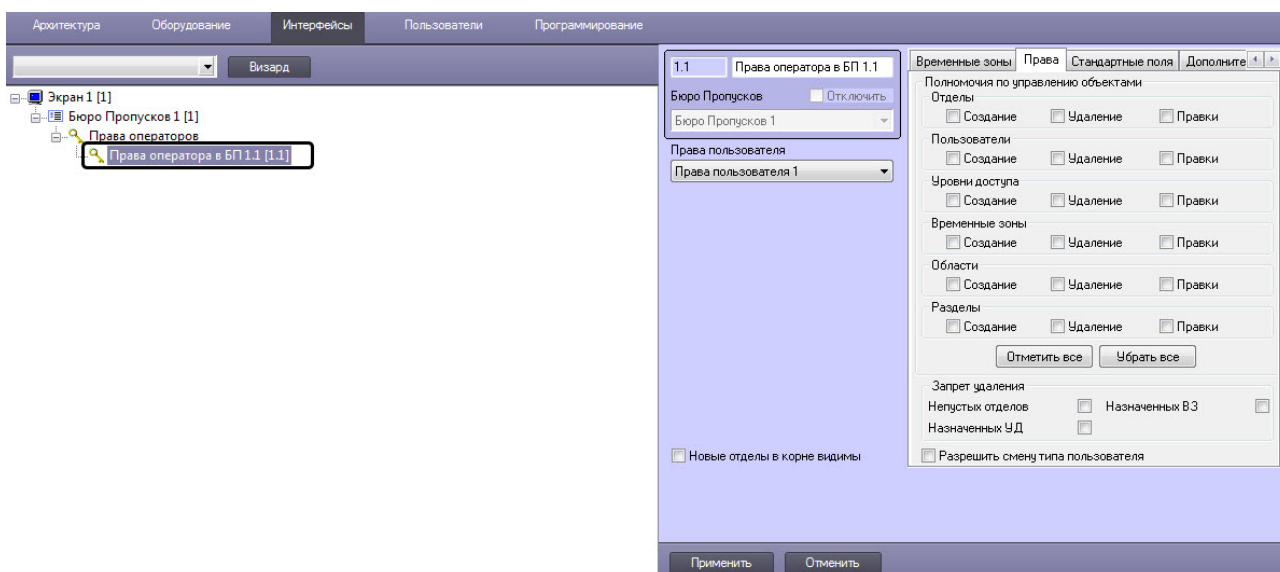 Архитектура Оборудование Интерфейсы Пользователи Программирование
Визард
Экран 1 [1]
Бюро Пропусков 1 [1]
Права операторов
Права оператора в БП 1.1 [1.1]
1.1 Права оператора в БП 1.1
Бюро Пропусков Отключить
Бюро Пропусков 1
Права пользователя
Права пользователя 1
Новые отделы в корне видимы
Временные зоны Права Стандартные поля Дополните
Полномочия по управлению объектами
Отделы
Создание Удаление Правки
Пользователи
Создание Удаление Правки
Уровни доступа
Создание Удаление Правки
Временные зоны
Создание Удаление Правки
Области
Создание Удаление Правки
Разделы
Создание Удаление Правки
Отметить все Убрать все
Запрет удаления
Непустых отделов Назначенных ВЗ
Назначенных УД
Разрешить смену типа пользователя
Применить Отменить